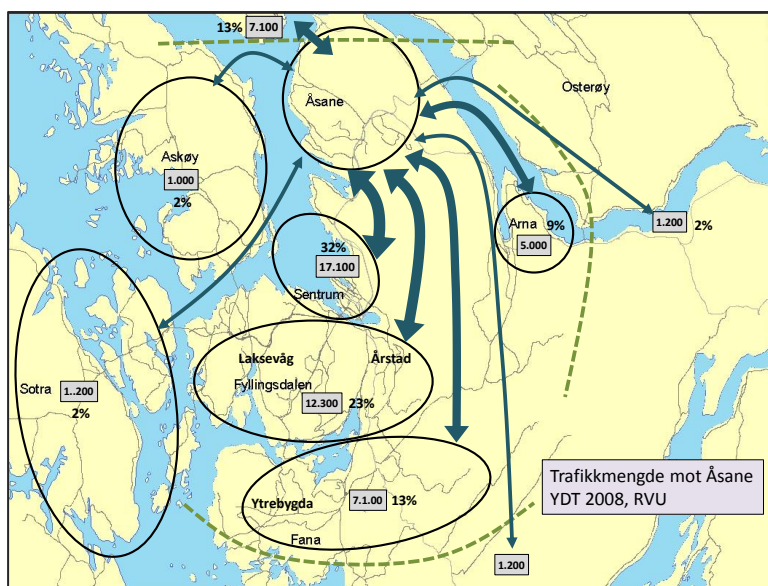 13% 7.100
Åsane
Osterøy
Askøy
1.000
2%
Arna 9%
5.000
1.200 2%
32%
17.100
Sentrum
Laksevåg Årstad
Fyllingsdalen
12.300 23%
Sotra 1..200
2%
Ytrebygda 7.1.00 13%
Fana
Trafikkmengde mot Åsane
YDT 2008, RVU
1.200